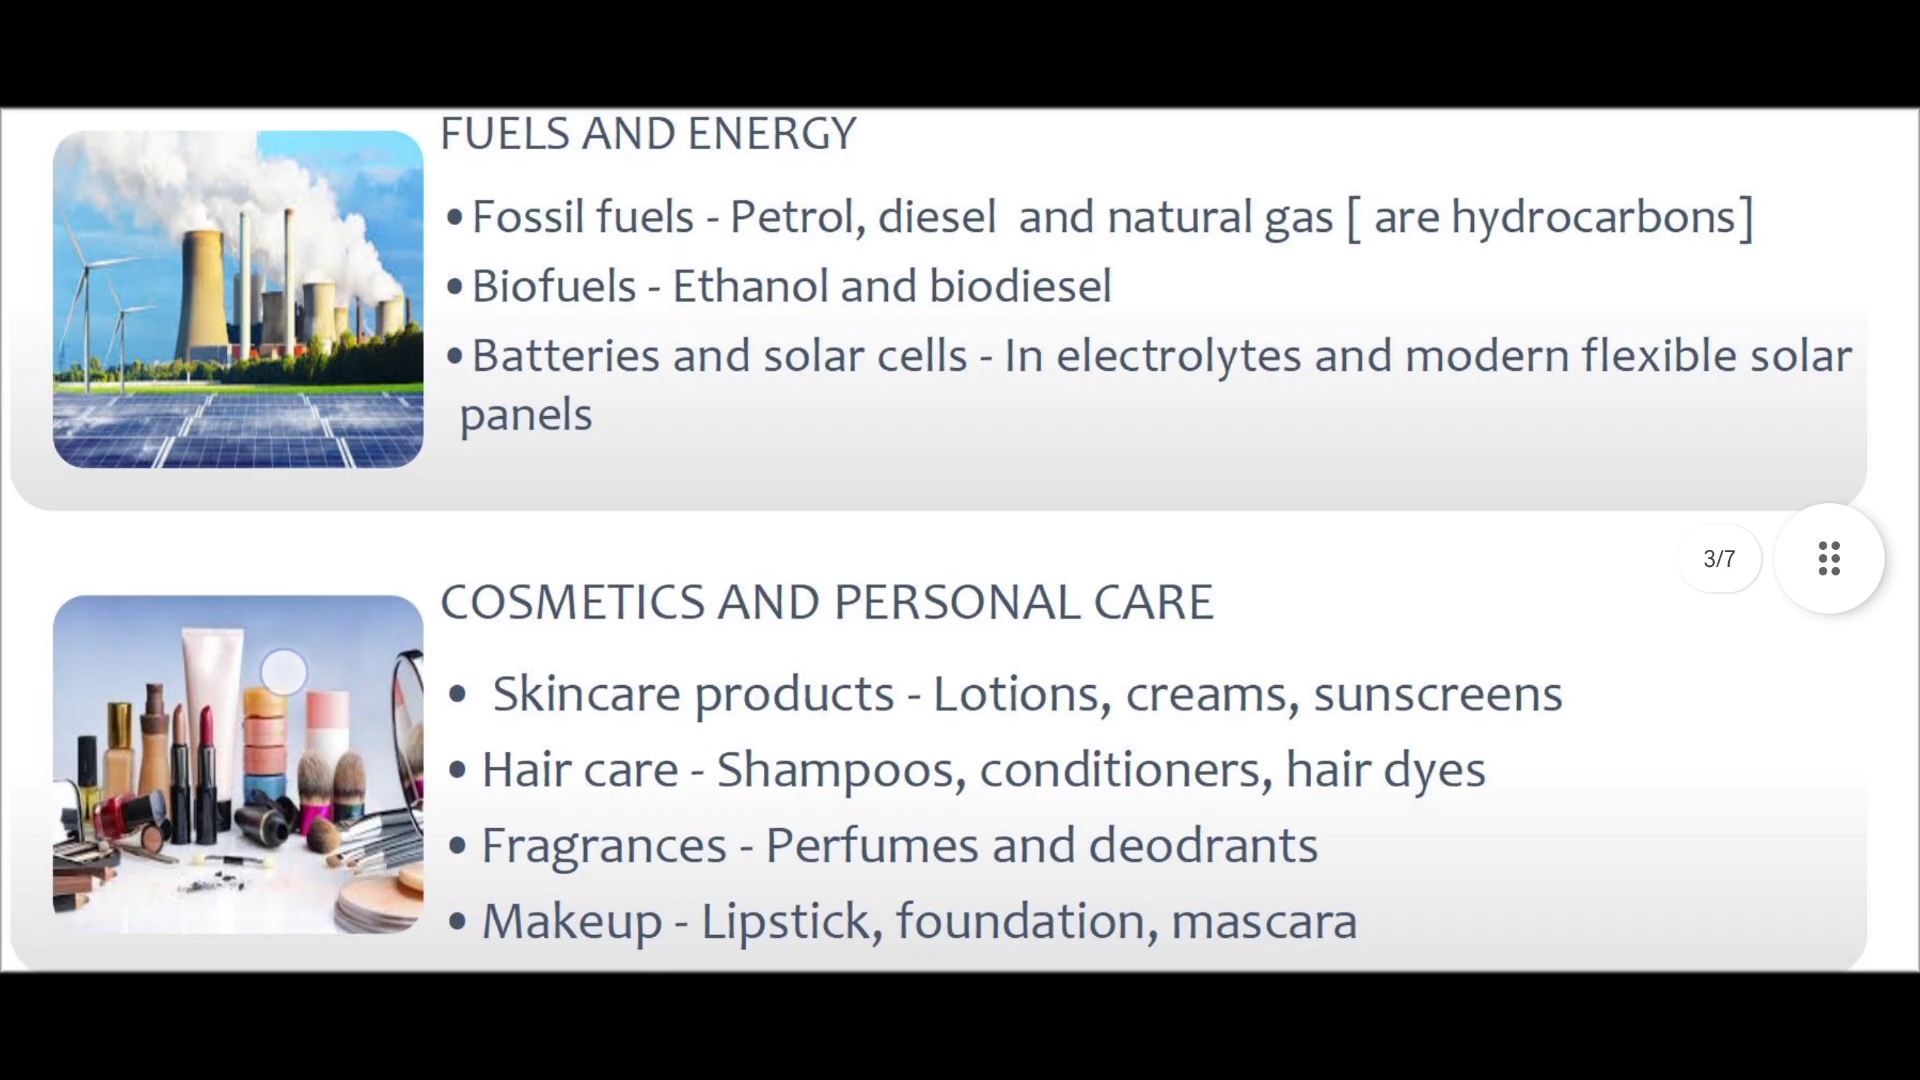 FUELS AND ENERGY
• Fossil fuels - Petrol, diesel and natural gas [ are hydrocarbons]
• Biofuels - Ethanol and biodiesel
• Batteries and solar cells - In electrolytes and modern flexible solar
panels
3/7
COSMETICS AND PERSONAL CARE
• Skincare products - Lotions, creams, sunscreens
• Hair care - Shampoos, conditioners, hair dyes
• Fragrances - Perfumes and deodrants
• Makeup - Lipstick, foundation, mascara